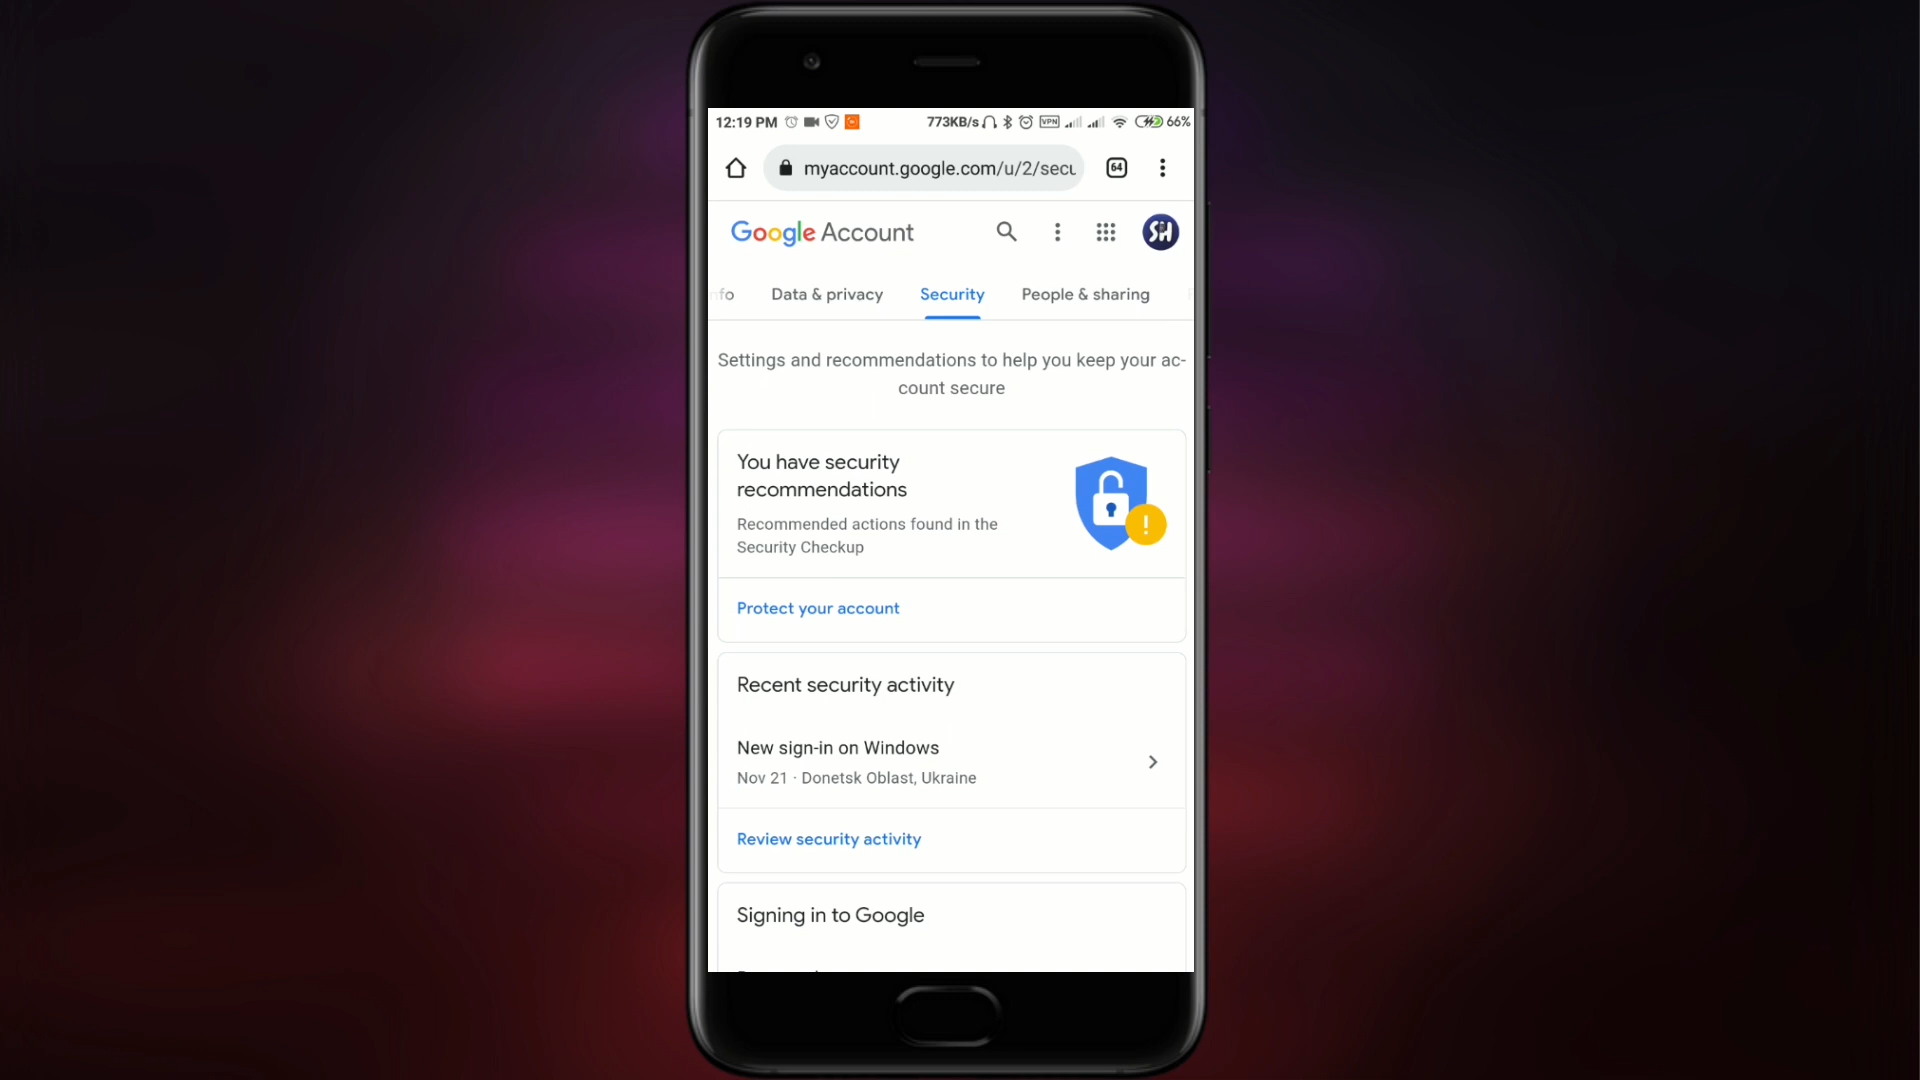 12:19 PM 773KB/s VPN 66%
myaccount.google.com/u/2/secu 64
Google Account SH
nfo Data & privacy Security People & sharing
Settings and recommendations to help you keep your ac-
count secure
You have security
recommendations
Recommended actions found in the
Security Checkup
Protect your account
Recent security activity
New sign-in on Windows
Nov 21 · Donetsk Oblast, Ukraine
Review security activity
Signing in to Google